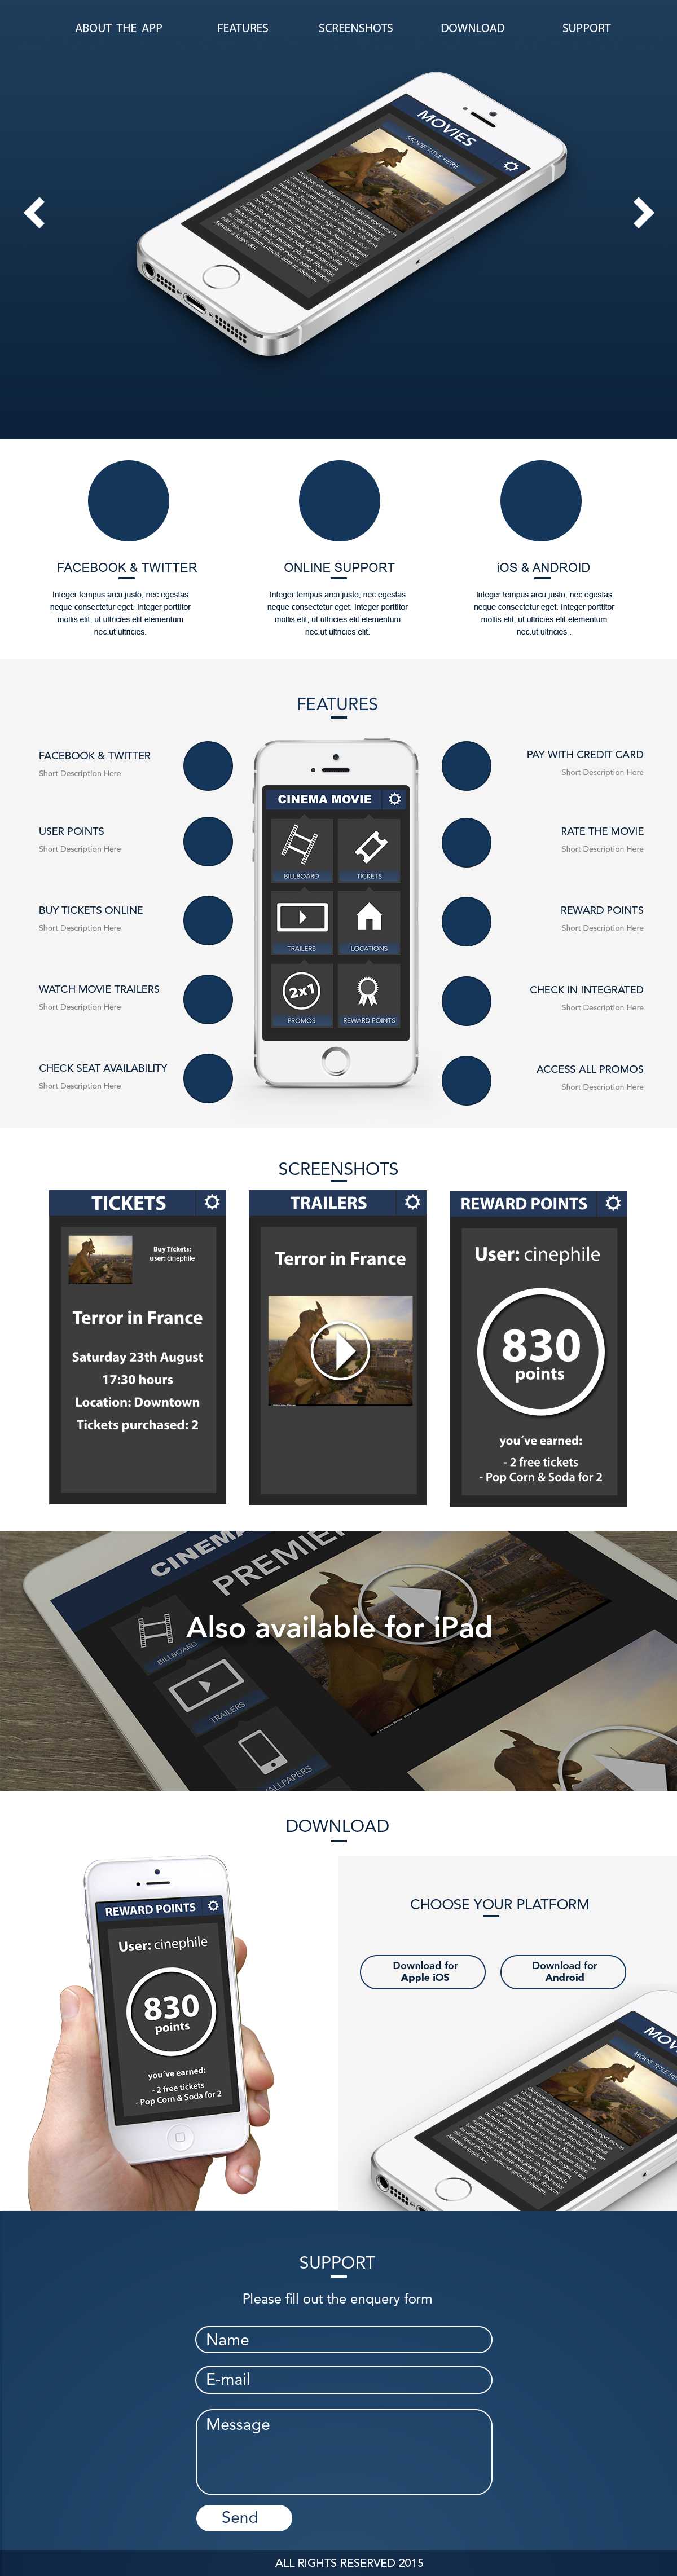 ABOUT THE APP
FEATURES
SCREENSHOTS
DOWNLOAD
SUPPORT
MOVIES
MOVIE TITLE HERE
FACEBOOK & TWITTER
Integer tempus arcu justo, nec egestas
neque consectetur eget. Integer porttitor
mollis elit, ut ultricies elit elementum
nec.ut ultricies.
ONLINE SUPPORT
Integer tempus arcu justo, nec egestas
neque consectetur eget. Integer porttitor
mollis elit, ut ultricies elit elementum
nec.ut ultricies elit.
iOS & ANDROID
Integer tempus arcu justo, nec egestas
neque consectetur eget. Integer porttitor
mollis elit, ut ultricies elit elementum
nec.ut ultricies .
FEATURES
FACEBOOK & TWITTER
Short Description Here
USER POINTS
Short Description Here
BUY TICKETS ONLINE
Short Description Here
WATCH MOVIE TRAILERS
Short Description Here
CHECK SEAT AVAILABILITY
Short Description Here
CINEMA MOVIE
BILLBOARD
TICKETS
TRAILERS
LOCATIONS
2x1
PROMOS
REWARD POINTS
PAY WITH CREDIT CARD
Short Description Here
RATE THE MOVIE
Short Description Here
REWARD POINTS
Short Description Here
CHECK IN INTEGRATED
Short Description Here
ACCESS ALL PROMOS
Short Description Here
SCREENSHOTS
TICKETS
Buy Tickets:
user: cinephile
Terror in France
Saturday 23th August
17:30 hours
Location: Downtown
Tickets purchased: 2
TRAILERS
Terror in France
REWARD POINTS
User: cinephile
830
points
you´ve earned:
- 2 free tickets
- Pop Corn & Soda for 2
CINEM
PREMIE
Also available for iPad
BILLBOARD
TRAILERS
ALLPAPERS
DOWNLOAD
REWARD POINTS
User: cinephile
830
points
you´ve earned:
- 2 free tickets
- Pop Corn & Soda for 2
CHOOSE YOUR PLATFORM
Download for
Apple iOS
Download for
Android
MOV
MOVIE TITLE HE
SUPPORT
Please fill out the enquery form
Name
E-mail
Message
Send
ALL RIGHTS RESERVED 2015